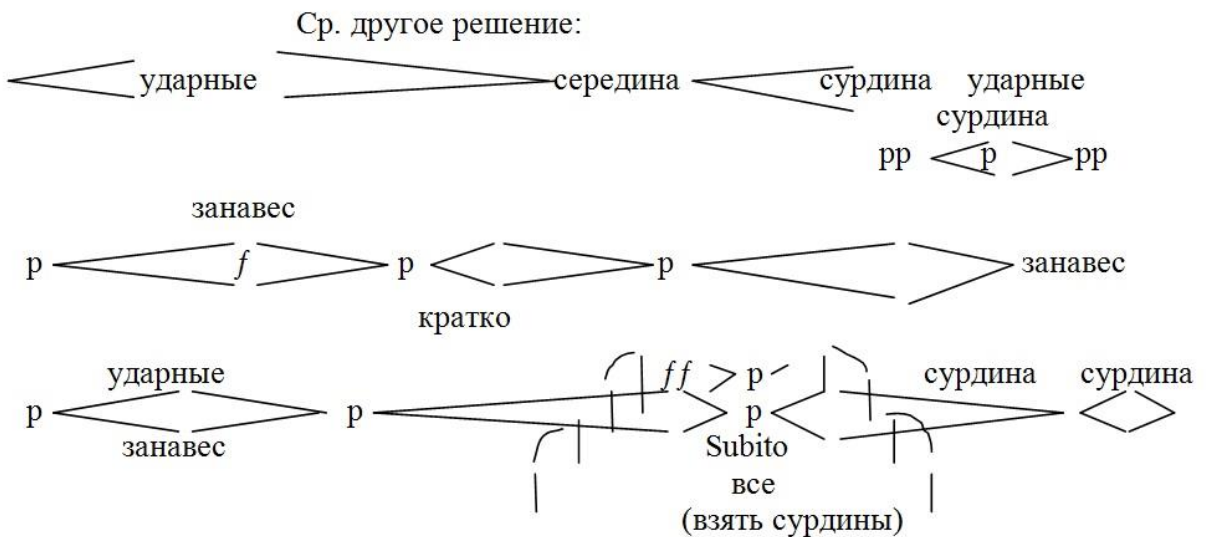 Ср. другое решение:
ударные середина сурдина ударные
сурдина
pp p pp
занавес
p f p p занавес
кратко
ударные ff p сурдина сурдина
p p p
занавес Subito
все
(взять сурдины)